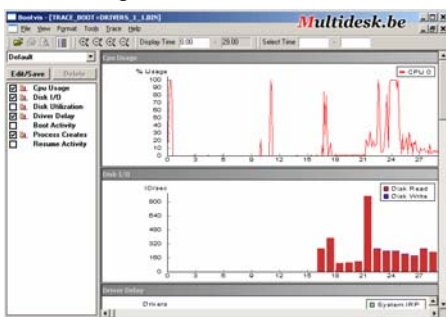 Bootvis - [TRACE_BOOT+DRIVERS_1_1.BIN]
Multidesk.be
File View Format Tools Trace Help
Display Time 0.00 - 29.00 Select Time -
Default
Edit/Save Delete
Cpu Usage
Disk I/O
Disk Utilization
Driver Delay
Boot Activity
Process Creates
Resume Activity
Cpu Usage
% Usage
CPU 0
100
90
80
70
60
50
40
30
20
10
0
0 3 6 9 12 15 18 21 24 27
Disk I/O
IO/sec
Disk Read
Disk Write
800
640
480
320
160
0
0 3 6 9 12 15 18 21 24 27
Driver Delay
Drivers
System IRP